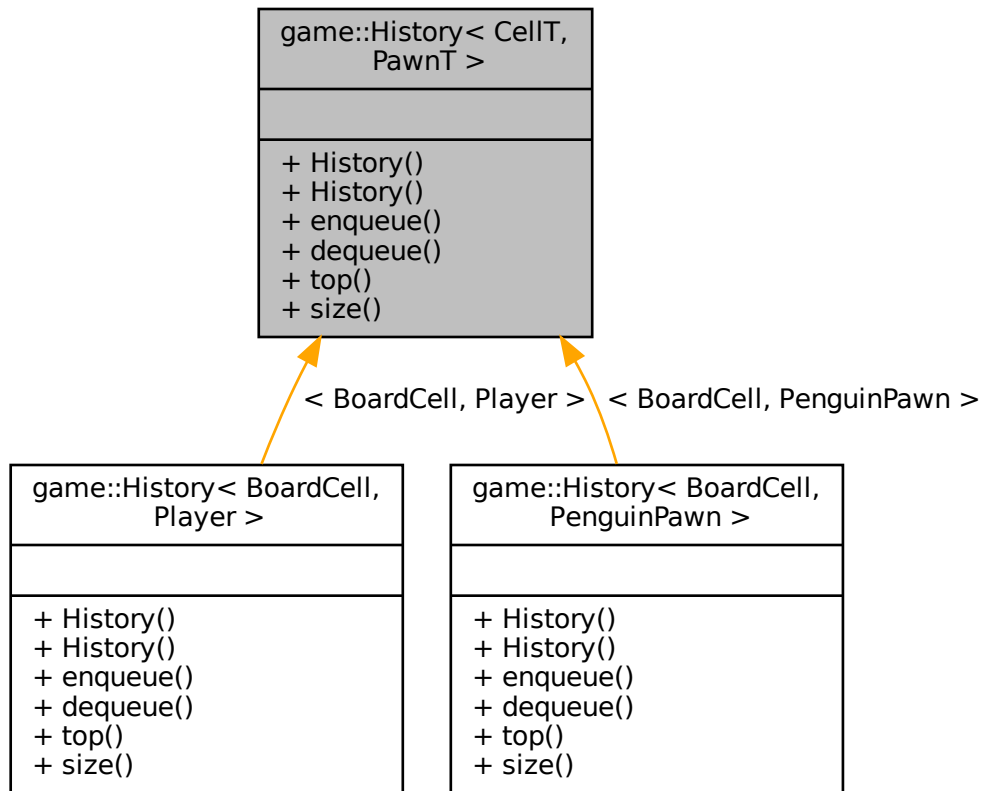 game::History< CellT,
PawnT >
+ History()
+ History()
+ enqueue()
+ dequeue()
+ top()
+ size()
< BoardCell, Player >
< BoardCell, PenguinPawn >
game::History< BoardCell,
Player >
+ History()
+ History()
+ enqueue()
+ dequeue()
+ top()
+ size()
game::History< BoardCell,
PenguinPawn >
+ History()
+ History()
+ enqueue()
+ dequeue()
+ top()
+ size()